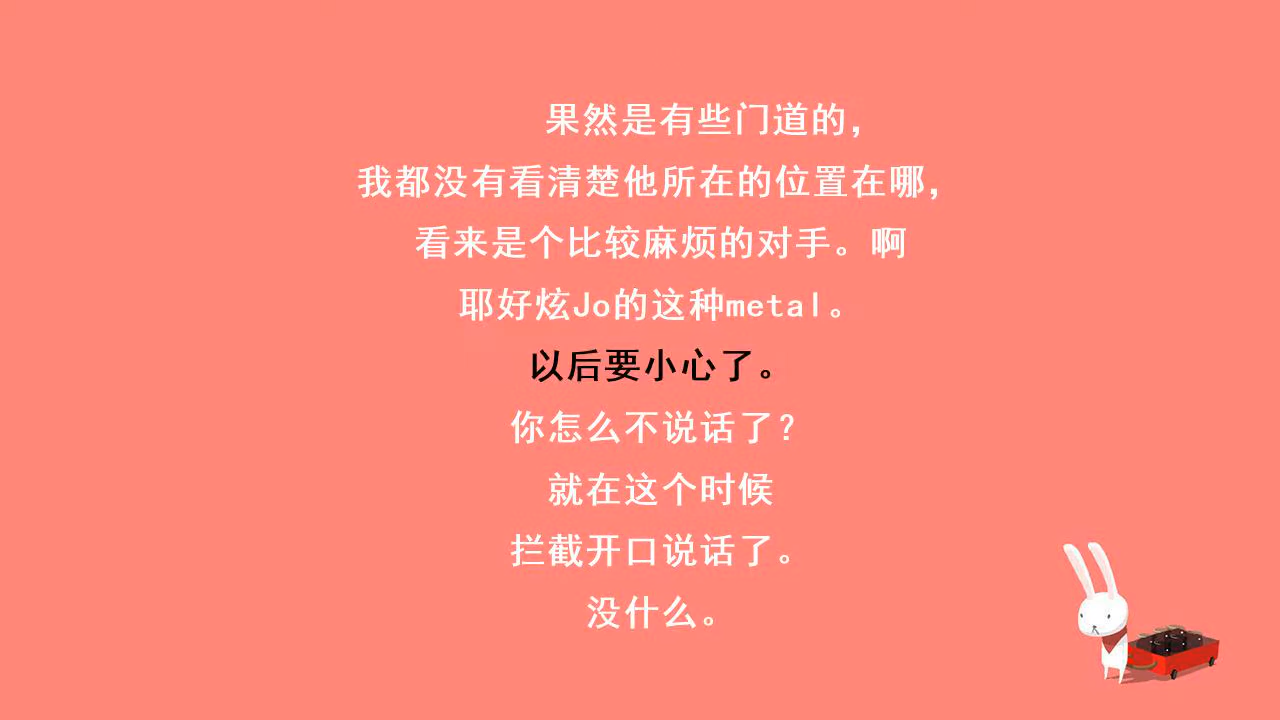 果然是有些门道的，
我都没有看清楚他所在的位置在哪，
看来是个比较麻烦的对手。啊
耶好炫Jo的这种metal。
以后要小心了。
你怎么不说话了？
就在这个时候
拦截开口说话了。
没什么。